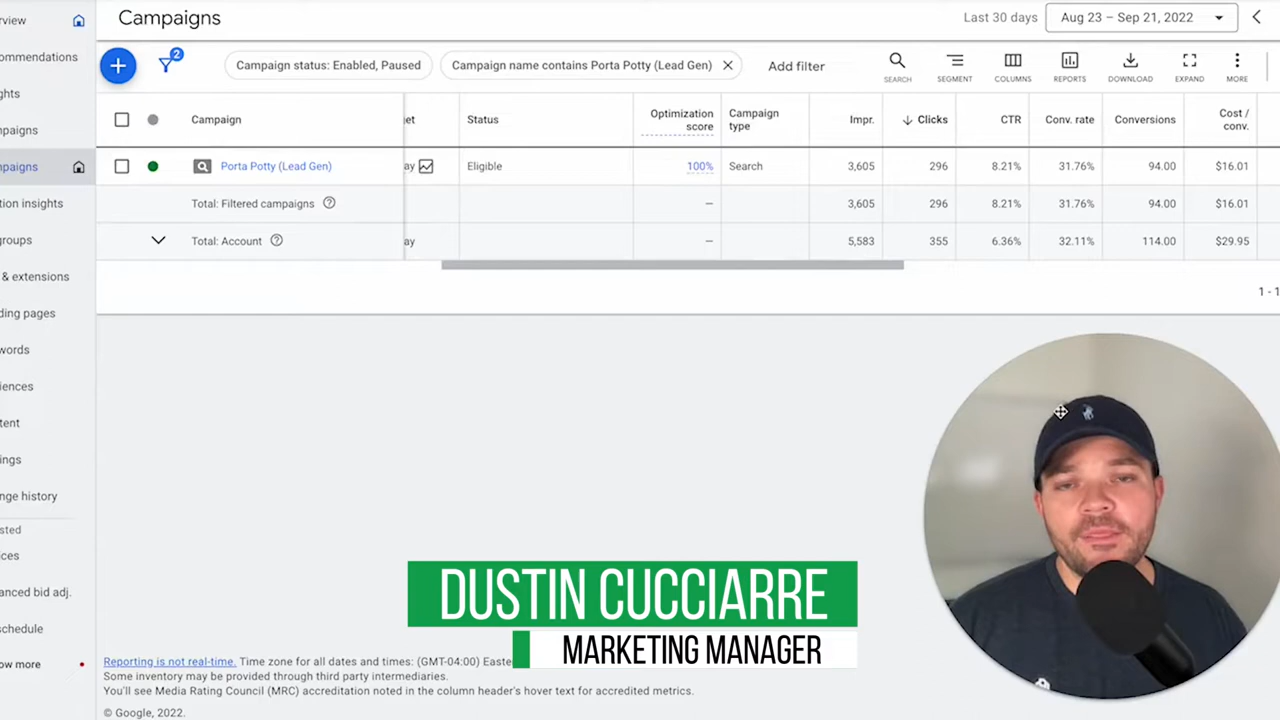 rview
Campaigns
Last 30 days
Aug 23 – Sep 21, 2022
ommendations
2
Campaign status: Enabled, Paused
Campaign name contains Porta Potty (Lead Gen)
Add filter
SEARCH
SEGMENT
COLUMNS
REPORTS
DOWNLOAD
EXPAND
MORE
ghts
paigns
Campaign
et
Status
Optimization score
Campaign type
Impr.
Clicks
CTR
Conv. rate
Conversions
Cost / conv.
paigns
Porta Potty (Lead Gen)
ay
Eligible
100%
Search
3,605
296
8.21%
31.76%
94.00
$16.01
tion insights
Total: Filtered campaigns
–
3,605
296
8.21%
31.76%
94.00
$16.01
groups
Total: Account
ay
–
5,583
355
6.36%
32.11%
114.00
$29.95
& extensions
1 - 1
ding pages
words
iences
tent
ings
nge history
sted
ices
anced bid adj.
schedule
ow more
DUSTIN CUCCIARRE
MARKETING MANAGER
Reporting is not real-time. Time zone for all dates and times: (GMT-04:00) Easte
Some inventory may be provided through third party intermediaries.
You'll see Media Rating Council (MRC) accreditation noted in the column header's hover text for accredited metrics.
© Google, 2022.